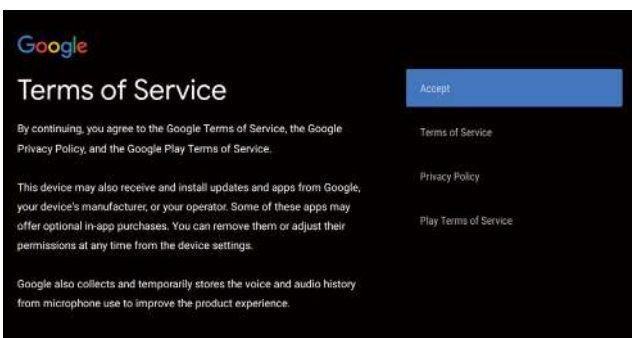 Google
Terms of Service
By continuing, you agree to the Google Terms of Service, the Google
Privacy Policy, and the Google Play Terms of Service.
This device may also receive and install updates and apps from Google,
your device's manufacturer, or your operator. Some of these apps may
offer optional in-app purchases. You can remove them or adjust their
permissions at any time from the device settings.
Google also collects and temporarily stores the voice and audio history
from microphone use to improve the product experience.
Accept
Terms of Service
Privacy Policy
Play Terms of Service